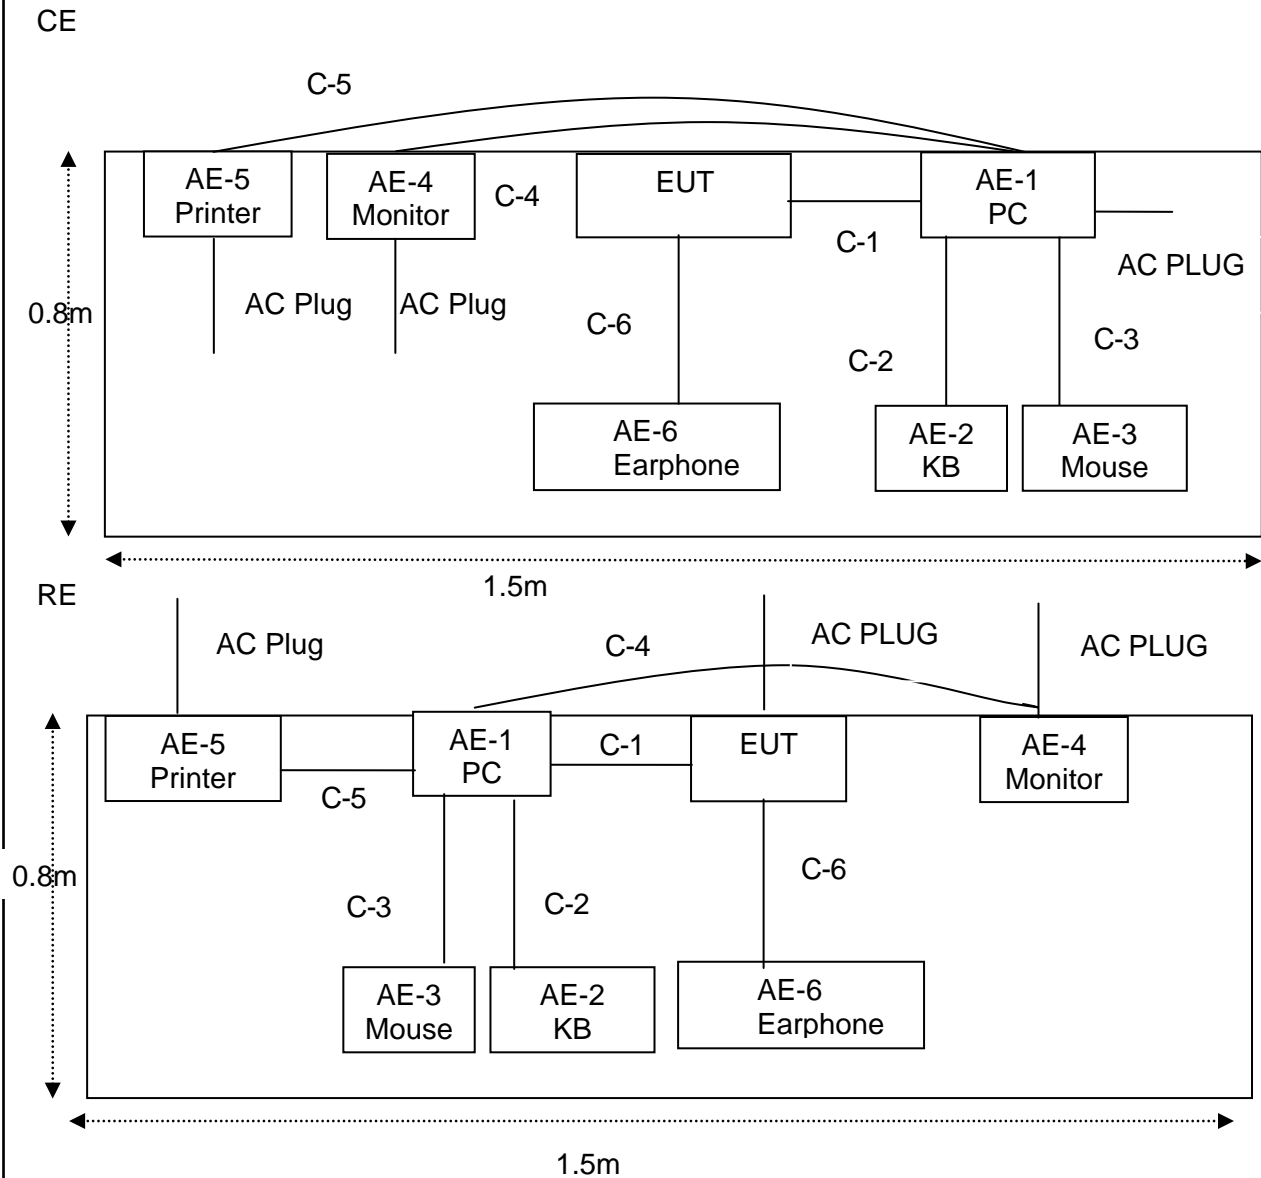 CE
C-5
AE-5
Printer
AE-4
Monitor
C-4
EUT
C-1
AE-1
PC
AC PLUG
0.8m
AC Plug
AC Plug
C-6
C-2
C-3
AE-6
Earphone
AE-2
KB
AE-3
Mouse
1.5m
RE
AC Plug
C-4
AC PLUG
AC PLUG
AE-5
Printer
C-5
AE-1
PC
C-1
EUT
AE-4
Monitor
0.8m
C-3
C-2
C-6
AE-3
Mouse
AE-2
KB
AE-6
Earphone
1.5m